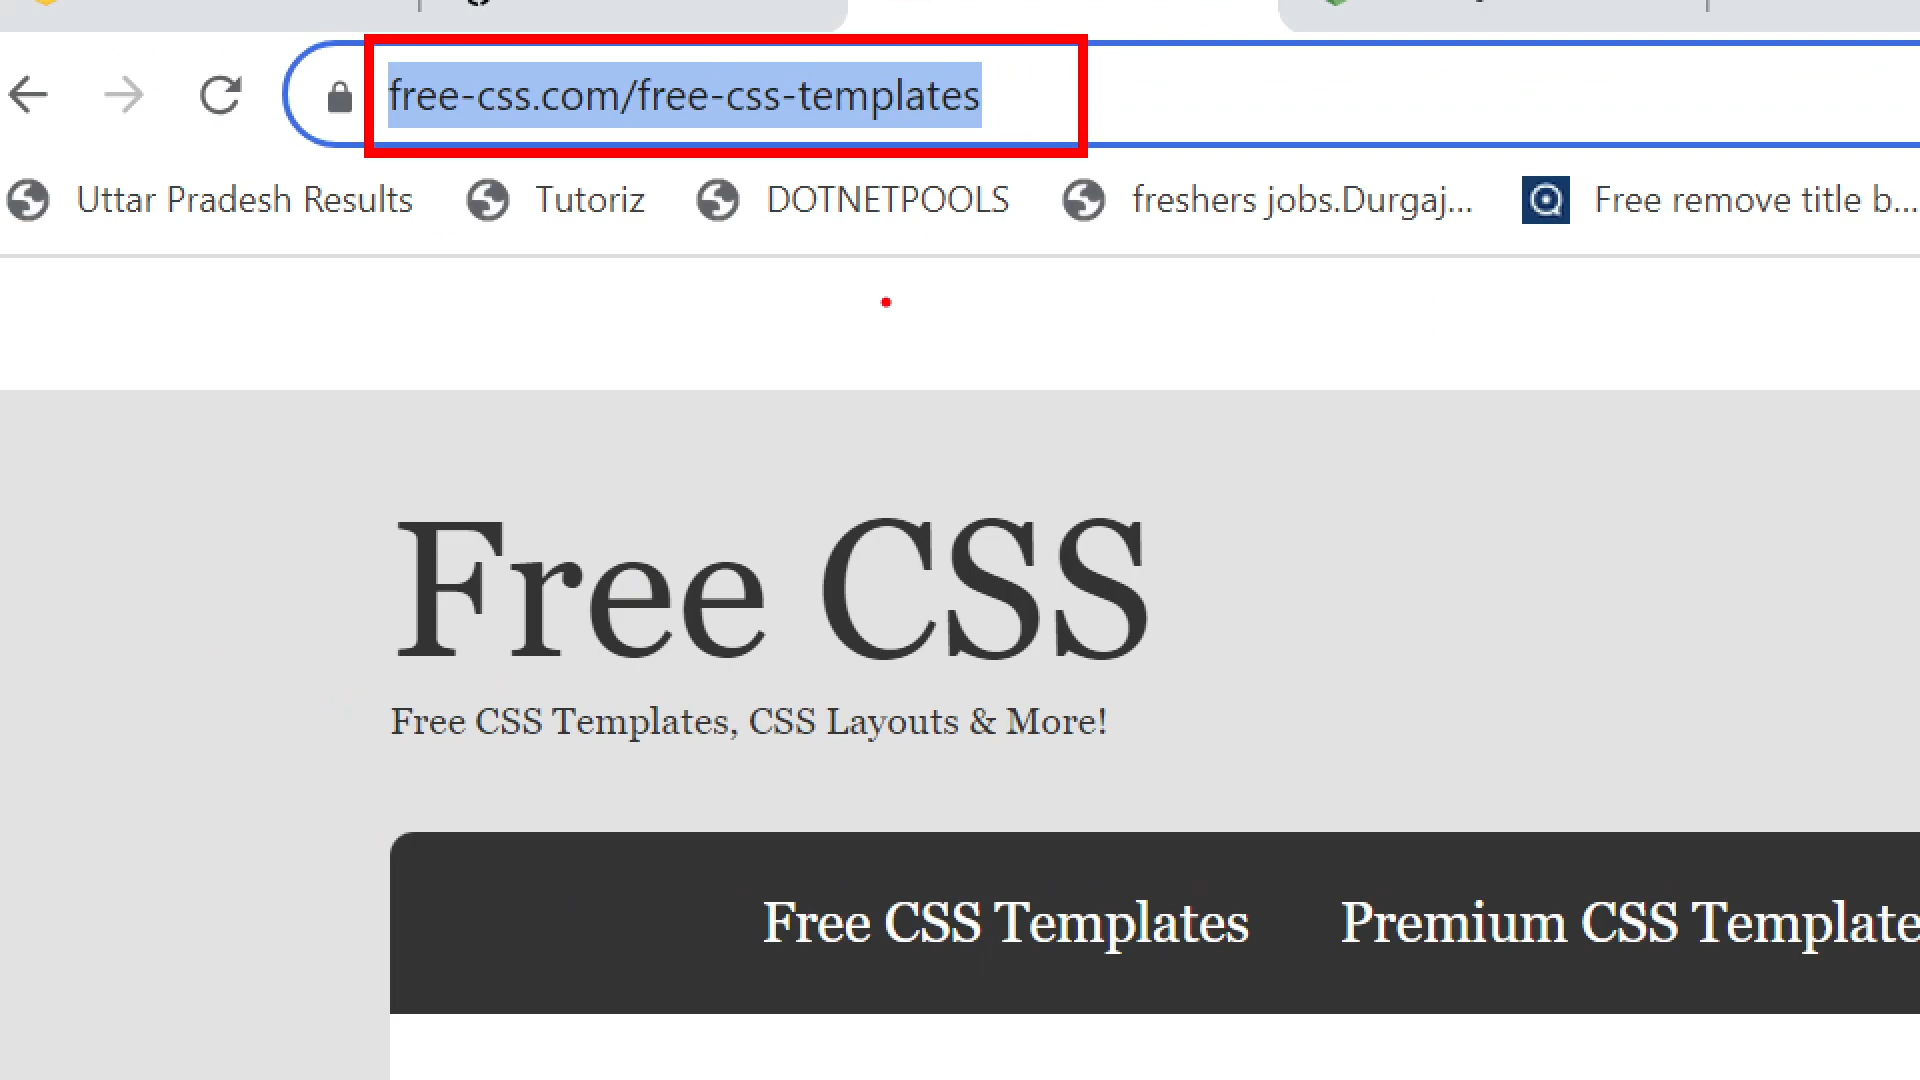 free-css.com/free-css-templates
Uttar Pradesh Results Tutoriz DOTNETPOOLS freshers jobs.Durgaj... Free remove title b...
Free CSS
Free CSS Templates, CSS Layouts & More!
Free CSS Templates Premium CSS Template